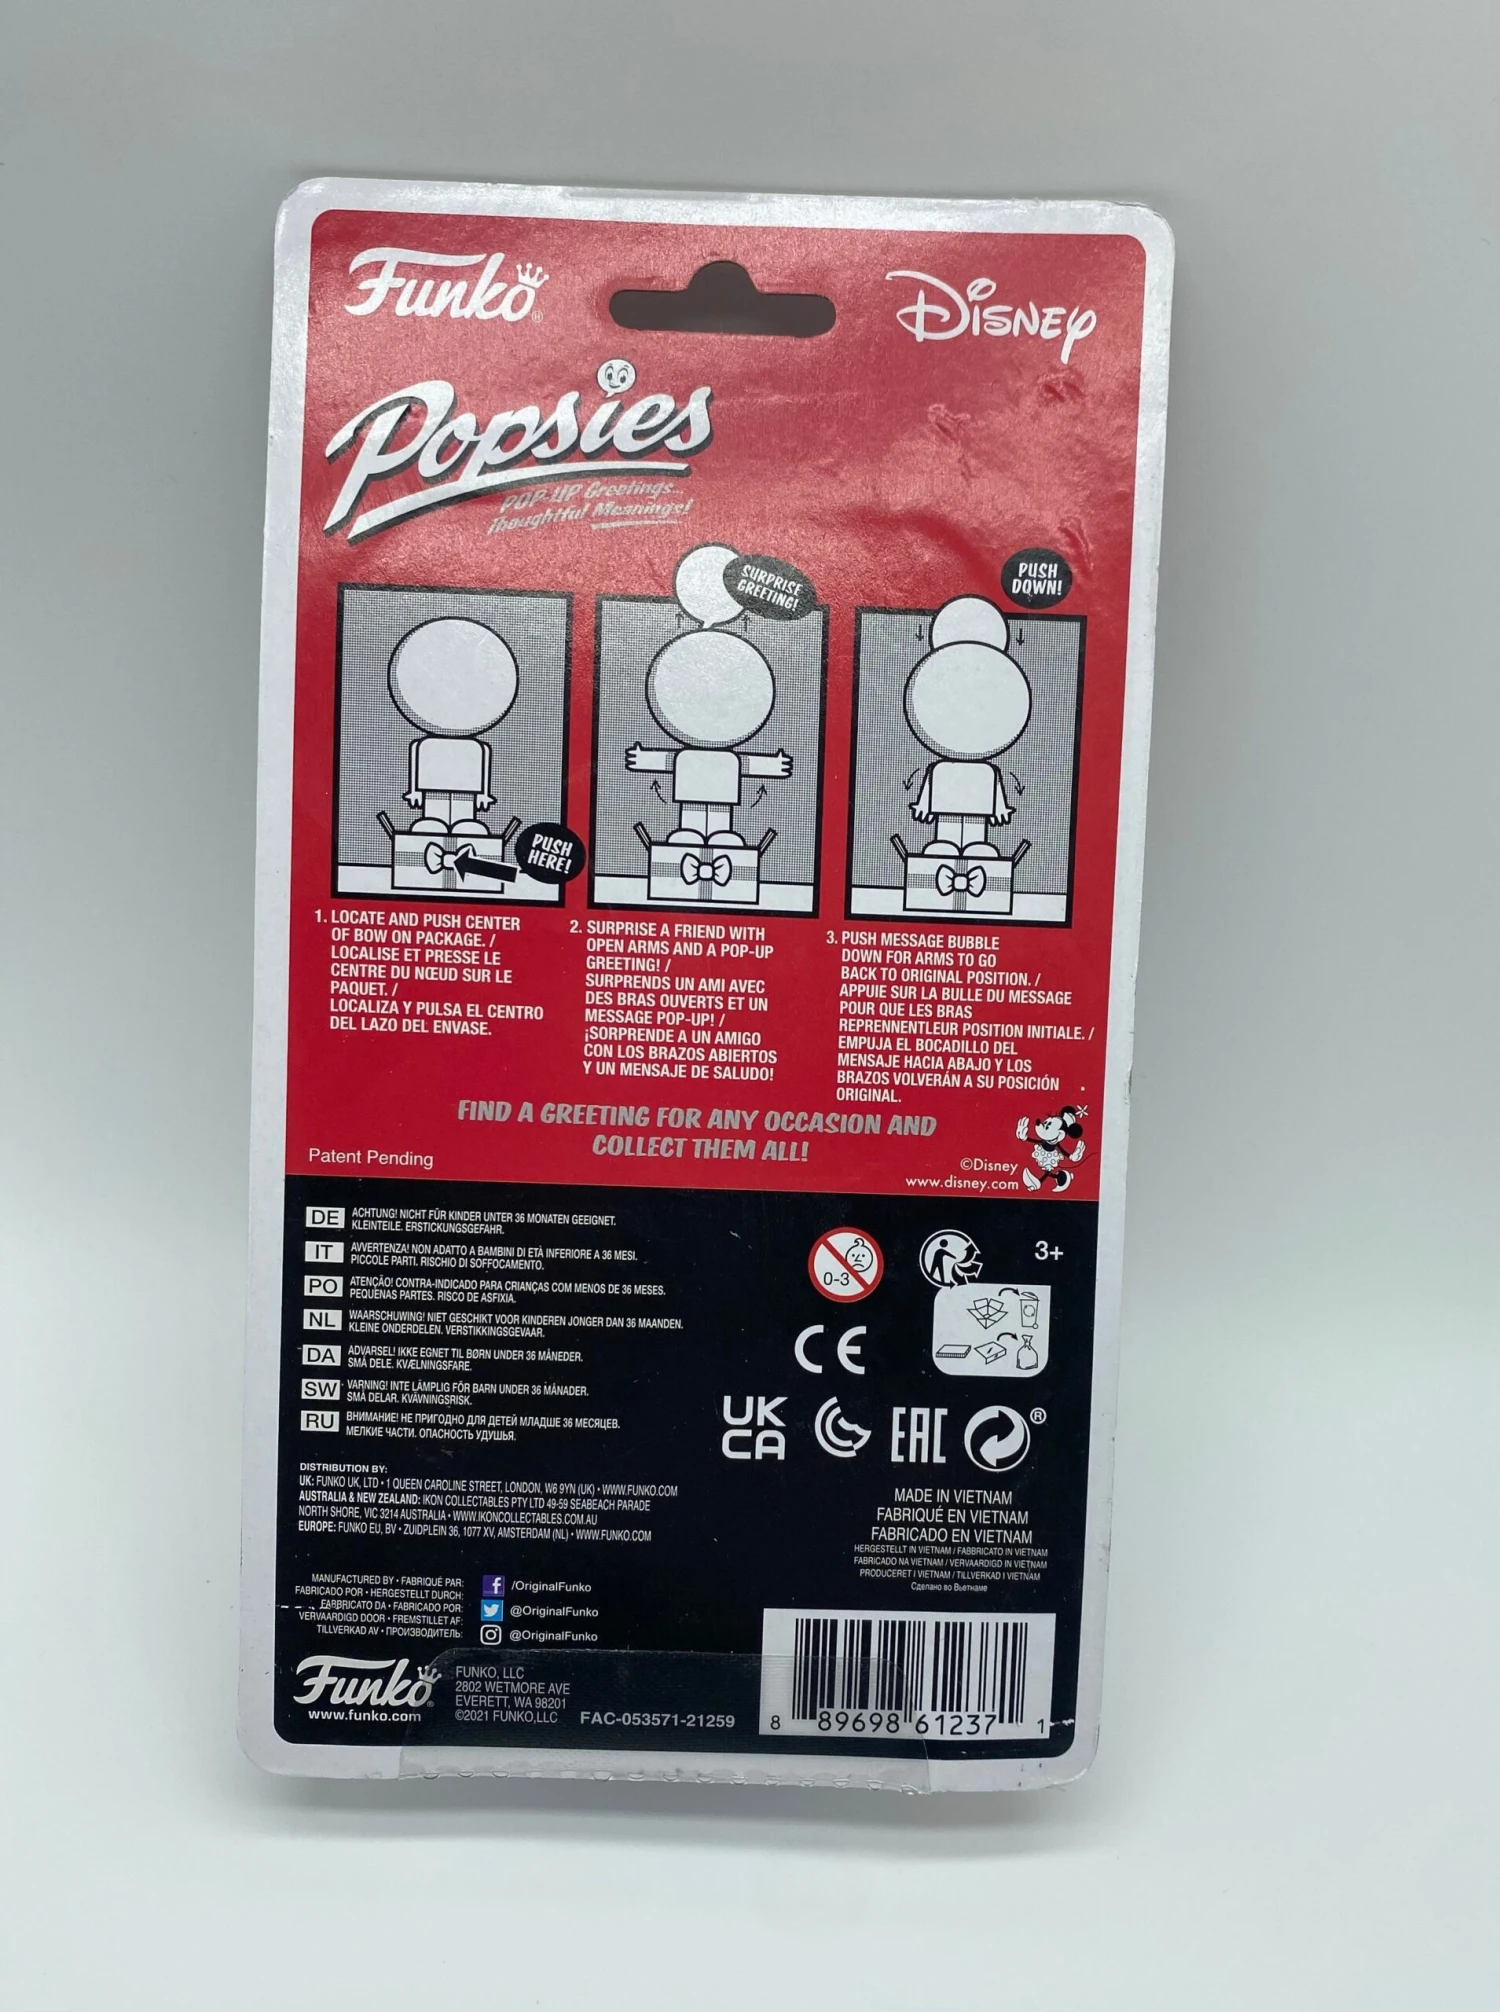 Funko
Disney
Popsies
POP-UP Greetings...
Thoughtful Meanings!
SURPRISE
GREETING!
PUSH
DOWN!
PUSH
HERE!
1. LOCATE AND PUSH CENTER
OF BOW ON PACKAGE. /
LOCALISE ET PRESSE LE
CENTRE DU NŒUD SUR LE
PAQUET. /
LOCALIZA Y PULSA EL CENTRO
DEL LAZO DEL ENVASE.
2. SURPRISE A FRIEND WITH
OPEN ARMS AND A POP-UP
GREETING! /
SURPRENDS UN AMI AVEC
DES BRAS OUVERTS ET UN
MESSAGE POP-UP! /
¡SORPRENDE A UN AMIGO
CON LOS BRAZOS ABIERTOS
Y UN MENSAJE DE SALUDO!
3. PUSH MESSAGE BUBBLE
DOWN FOR ARMS TO GO
BACK TO ORIGINAL POSITION. /
APPUIE SUR LA BULLE DU MESSAGE
POUR QUE LES BRAS
REPRENNENTLEUR POSITION INITIALE. /
EMPUJA EL BOCADILLO DEL
MENSAJE HACIA ABAJO Y LOS
BRAZOS VOLVERÁN A SU POSICIÓN
ORIGINAL.
FIND A GREETING FOR ANY OCCASION AND
COLLECT THEM ALL!
Patent Pending
©Disney
www.disney.com
DE ACHTUNG! NICHT FÜR KINDER UNTER 36 MONATEN GEEIGNET.
KLEINTEILE. ERSTICKUNGSGEFAHR.
IT AVVERTENZA! NON ADATTO A BAMBINI DI ETÀ INFERIORE A 36 MESI.
PICCOLE PARTI. RISCHIO DI SOFFOCAMENTO.
PO ATENÇÃO! CONTRA-INDICADO PARA CRIANÇAS COM MENOS DE 36 MESES.
PEQUENAS PARTES. RISCO DE ASFIXIA.
NL WAARSCHUWING! NIET GESCHIKT VOOR KINDEREN JONGER DAN 36 MAANDEN.
KLEINE ONDERDELEN. VERSTIKKINGSGEVAAR.
DA ADVARSEL! IKKE EGNET TIL BØRN UNDER 36 MÅNEDER.
SMÅ DELE. KVÆLNINGSFARE.
SW VARNING! INTE LÄMPLIG FÖR BARN UNDER 36 MÅNADER.
SMÅ DELAR. KVÄVNINGSRISK.
RU ВНИМАНИЕ! НЕ ПРИГОДНО ДЛЯ ДЕТЕЙ МЛАДШЕ 36 МЕСЯЦЕВ.
МЕЛКИЕ ЧАСТИ. ОПАСНОСТЬ УДУШЬЯ.
0-3
3+
CE
UK
CA
EAC
®
DISTRIBUTION BY:
UK: FUNKO UK, LTD • 1 QUEEN CAROLINE STREET, LONDON, W6 9YN (UK) • WWW.FUNKO.COM
AUSTRALIA & NEW ZEALAND: IKON COLLECTABLES PTY LTD 49-59 SEABEACH PARADE
NORTH SHORE, VIC 3214 AUSTRALIA • WWW.IKONCOLLECTABLES.COM.AU
EUROPE: FUNKO EU, BV • ZUIDPLEIN 36, 1077 XV, AMSTERDAM (NL) • WWW.FUNKO.COM
MADE IN VIETNAM
FABRIQUÉ EN VIETNAM
FABRICADO EN VIETNAM
HERGESTELLT IN VIETNAM / FABBRICATO IN VIETNAM
FABRICADO NA VIETNAM / VERVAARDIGD IN VIETNAM
PRODUCERET I VIETNAM / TILLVERKAD I VIETNAM
Сделано во Вьетнаме
MANUFACTURED BY • FABRIQUÉ PAR:
FABRICADO POR • HERGESTELLT DURCH:
FABBRICATO DA • FABRICADO POR:
VERVAARDIGD DOOR • FREMSTILLET AF:
TILLVERKAD AV • ПРОИЗВОДИТЕЛЬ:
/OriginalFunko
@OriginalFunko
@OriginalFunko
Funko
www.funko.com
FUNKO, LLC
2802 WETMORE AVE
EVERETT, WA 98201
©2021 FUNKO,LLC
FAC-053571-21259
8 89698 61237 1